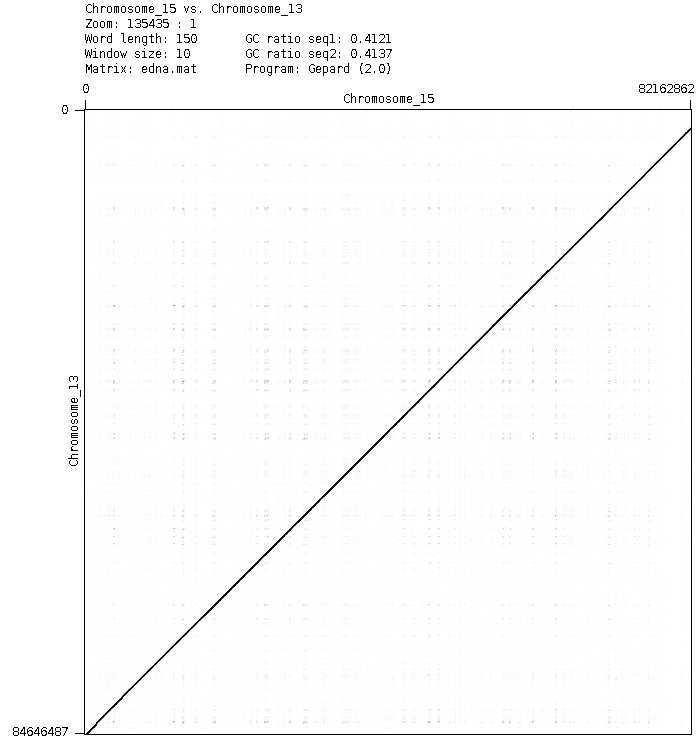 Chromosome_15 vs. Chromosome_13
Zoom: 135435 : 1
Word length: 150 GC ratio seq1: 0.4121
Window size: 10 GC ratio seq2: 0.4137
Matrix: edna.mat Program: Gepard (2.0)
0 82162862
Chromosome_15
0
Chromosome_13
84646487